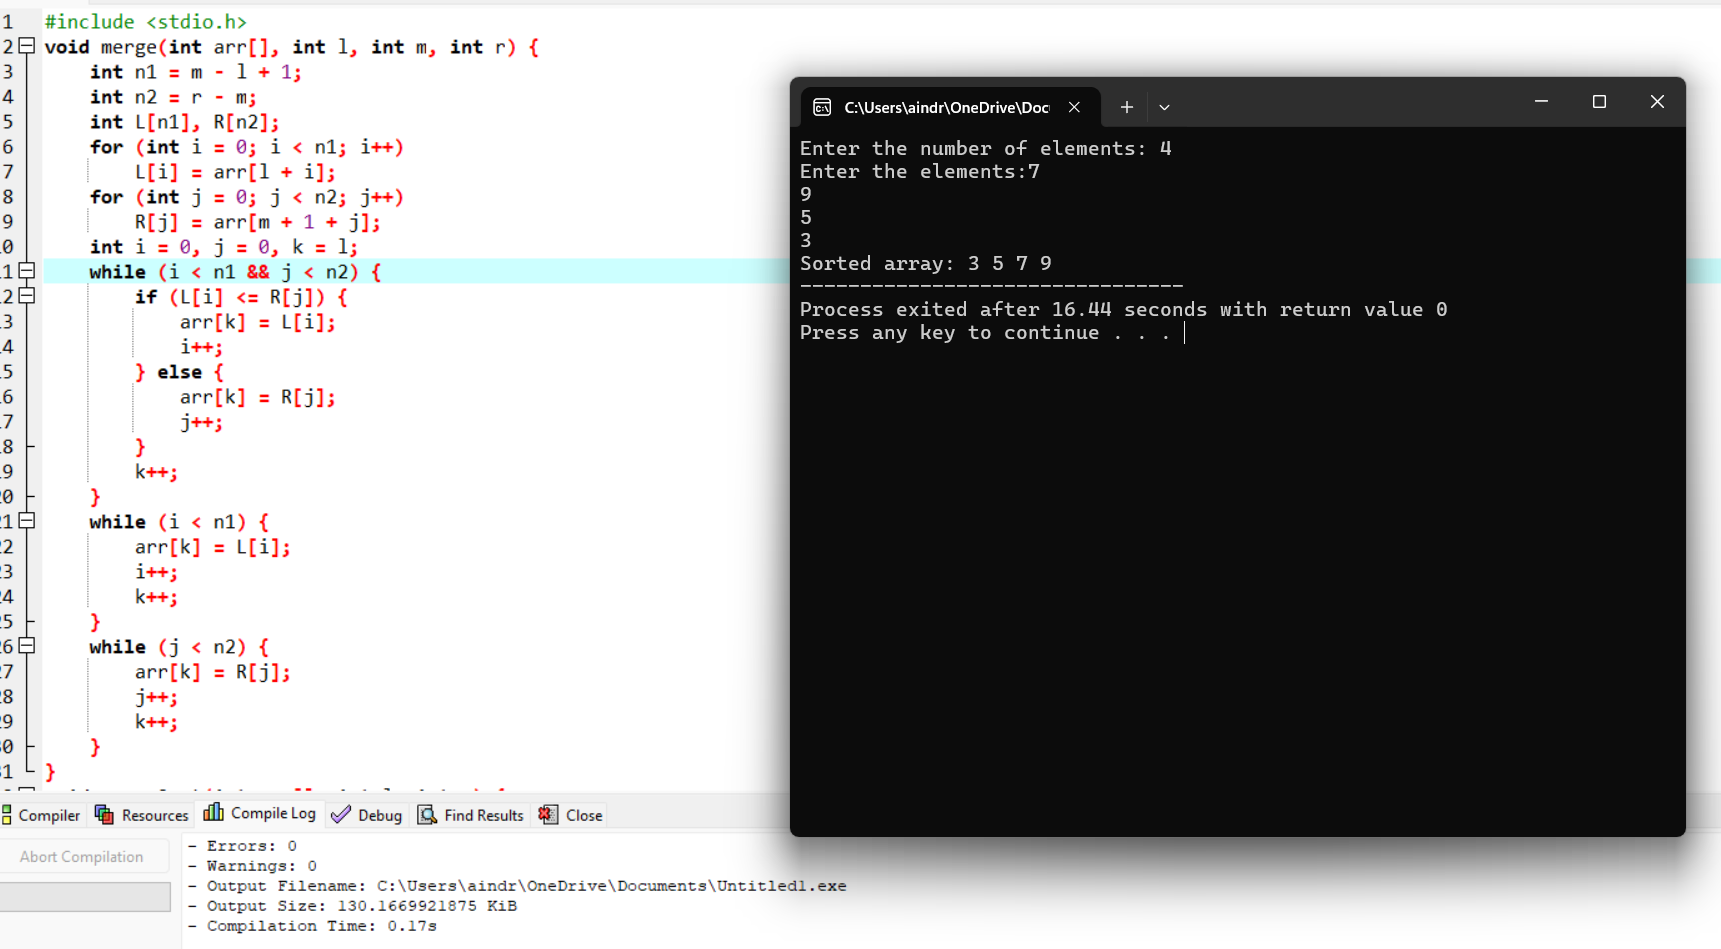 1 #include <stdio.h>
2 void merge(int arr[], int l, int m, int r) {
3 int n1 = m - l + 1;
4 int n2 = r - m;
5 int L[n1], R[n2];
6 for (int i = 0; i < n1; i++)
7 L[i] = arr[l + i];
8 for (int j = 0; j < n2; j++)
9 R[j] = arr[m + 1 + j];
0 int i = 0, j = 0, k = l;
1 while (i < n1 && j < n2) {
2 if (L[i] <= R[j]) {
3 arr[k] = L[i];
4 i++;
5 } else {
6 arr[k] = R[j];
7 j++;
8 }
9 k++;
0 }
1 while (i < n1) {
2 arr[k] = L[i];
3 i++;
4 k++;
5 }
6 while (j < n2) {
7 arr[k] = R[j];
8 j++;
9 k++;
0 }
1 }
C:\Users\aindr\OneDrive\Doc
Enter the number of elements: 4
Enter the elements:7
9
5
3
Sorted array: 3 5 7 9
--------------------------------
Process exited after 16.44 seconds with return value 0
Press any key to continue . . .
Compiler Resources Compile Log Debug Find Results Close
Abort Compilation
- Errors: 0
- Warnings: 0
- Output Filename: C:\Users\aindr\OneDrive\Documents\Untitled1.exe
- Output Size: 130.1669921875 KiB
- Compilation Time: 0.17s